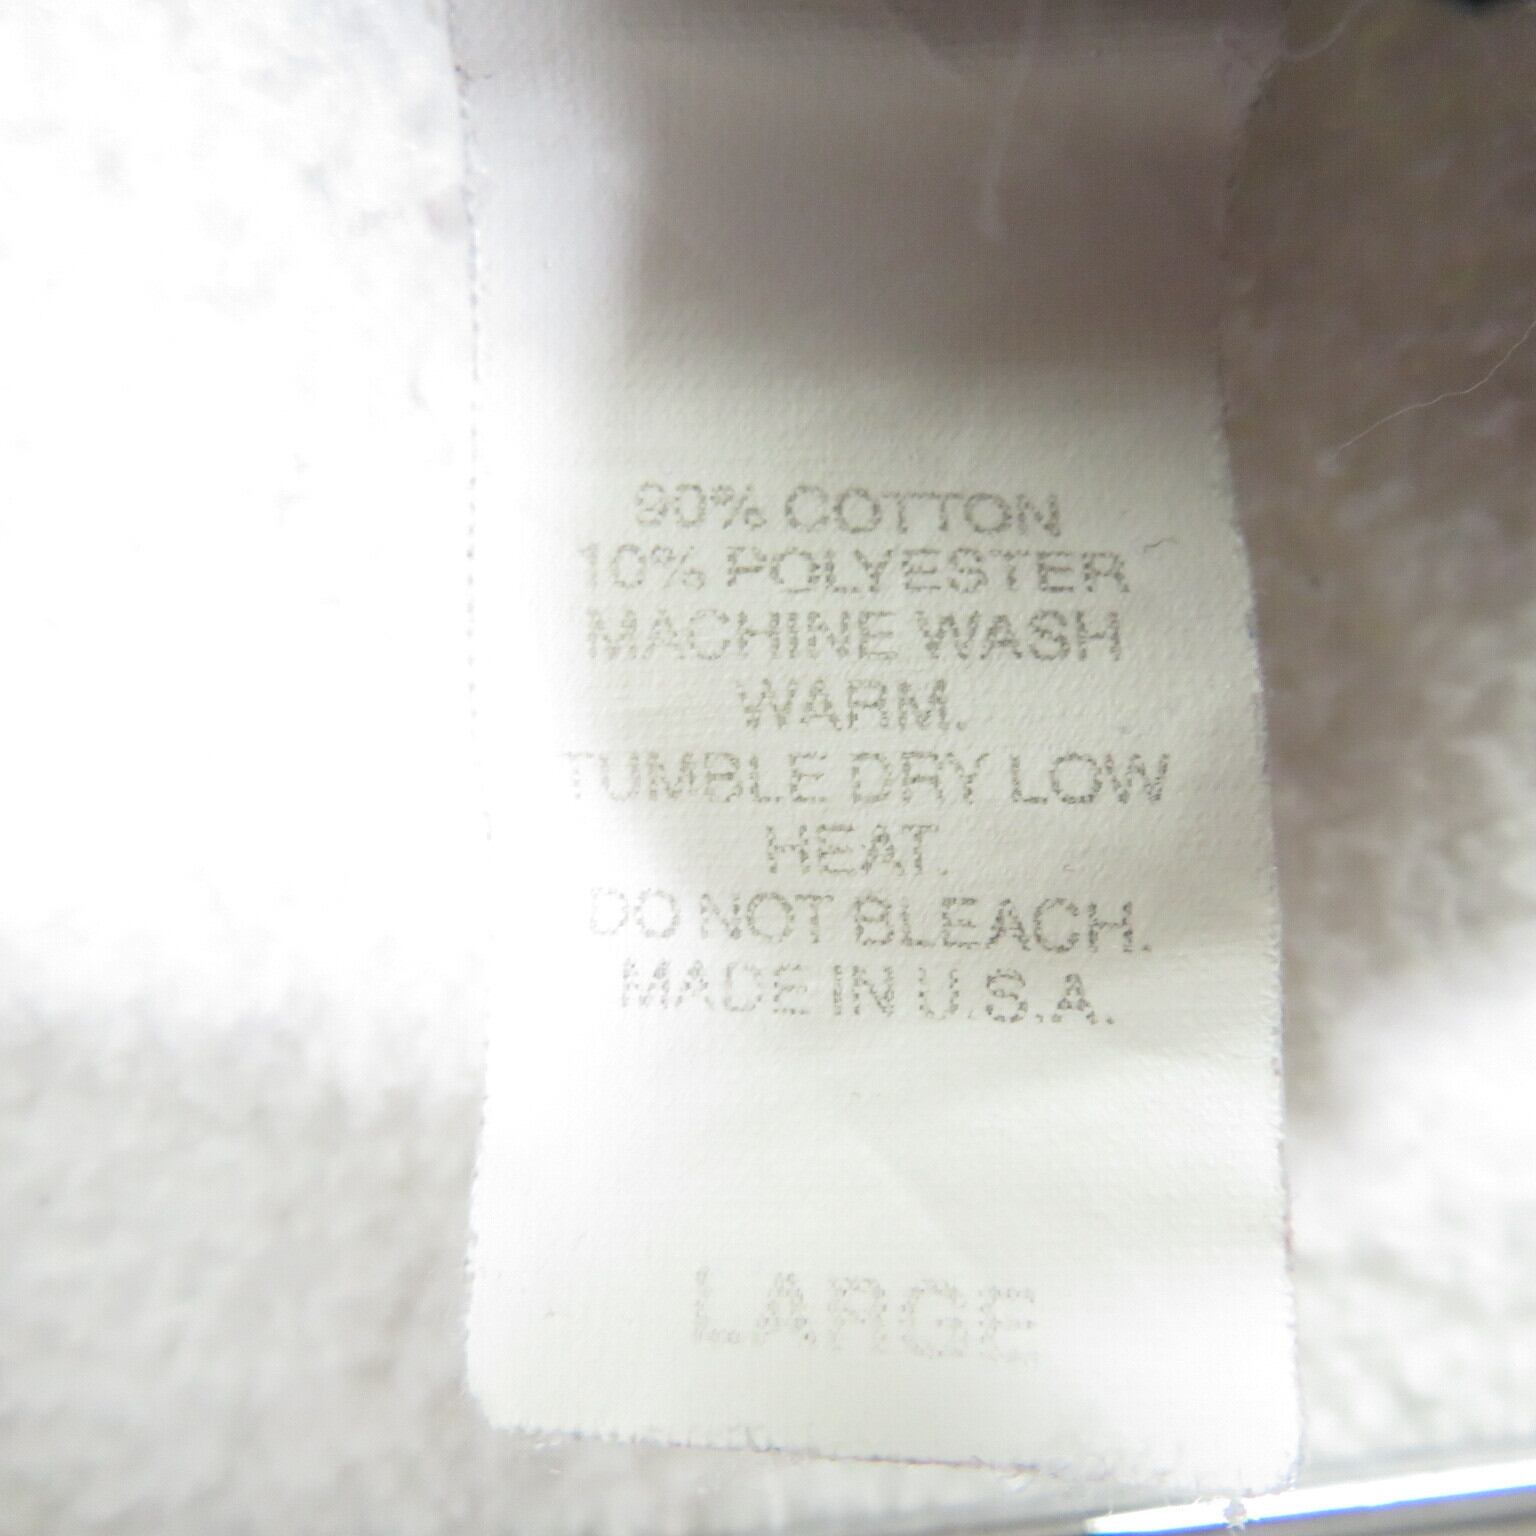 90% COTTON
10% POLYESTER
MACHINE WASH
WARM.
TUMBLE DRY LOW
HEAT.
DO NOT BLEACH.
MADE IN U.S.A.
LARGE